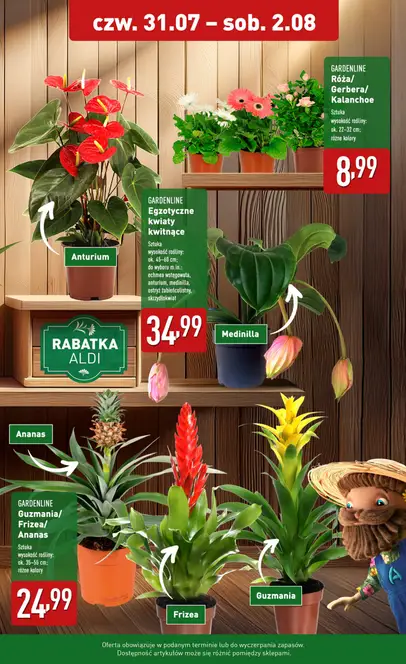 czw. 31.07 – sob. 2.08
GARDENLINE
Róża/
Gerbera/
Kalanchoe
Sztuka
wysokość rośliny:
ok. 22-32 cm;
różne kolory
8,99
GARDENLINE
Egzotyczne
kwiaty
kwitnące
Sztuka
wysokość rośliny:
ok. 45-60 cm;
do wyboru m.in.:
echmea wstęgowata,
anturium, medinilla,
skrzydłokwiat
34,99
Anturium
Medinilla
RABATKA
ALDI
Ananas
GARDENLINE
Guzmania/
Frizea/
Ananas
Sztuka
wysokość rośliny:
ok. 35-55 cm;
różne kolory
24,99
Frizea
Guzmania
Oferta obowiązuje w podanym terminie lub do wyczerpania zapasów.
Dostępność artykułów może się różnić pomiędzy sklepami.